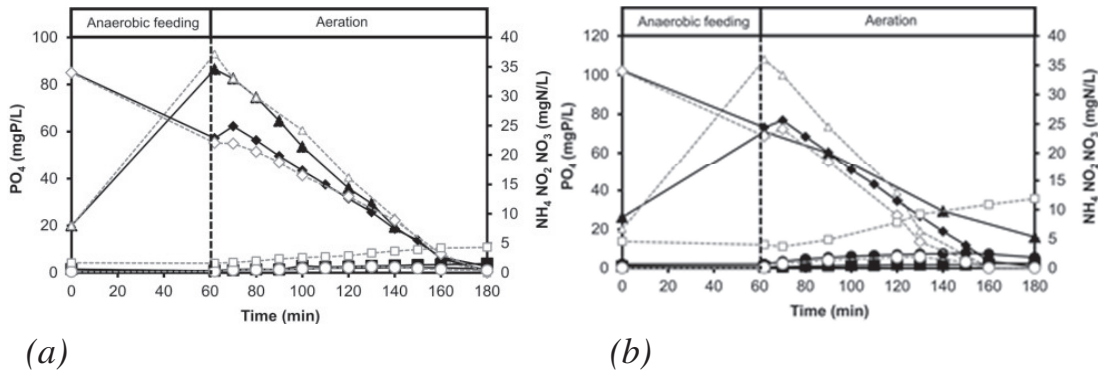 Anaerobic feeding Aeration
100 40
80 35
60 30
40 25
20 20
0 15
10
5
0
PO4 (mgP/L)
NH4 NO2 NO3 (mgN/L)
0 20 40 60 80 100 120 140 160 180
Time (min)
(a)
Anaerobic feeding Aeration
120 40
100 35
80 30
60 25
40 20
20 15
0 10
5
0
PO4 (mgP/L)
NH4 NO2 NO3 (mgN/L)
0 20 40 60 80 100 120 140 160 180
Time (min)
(b)